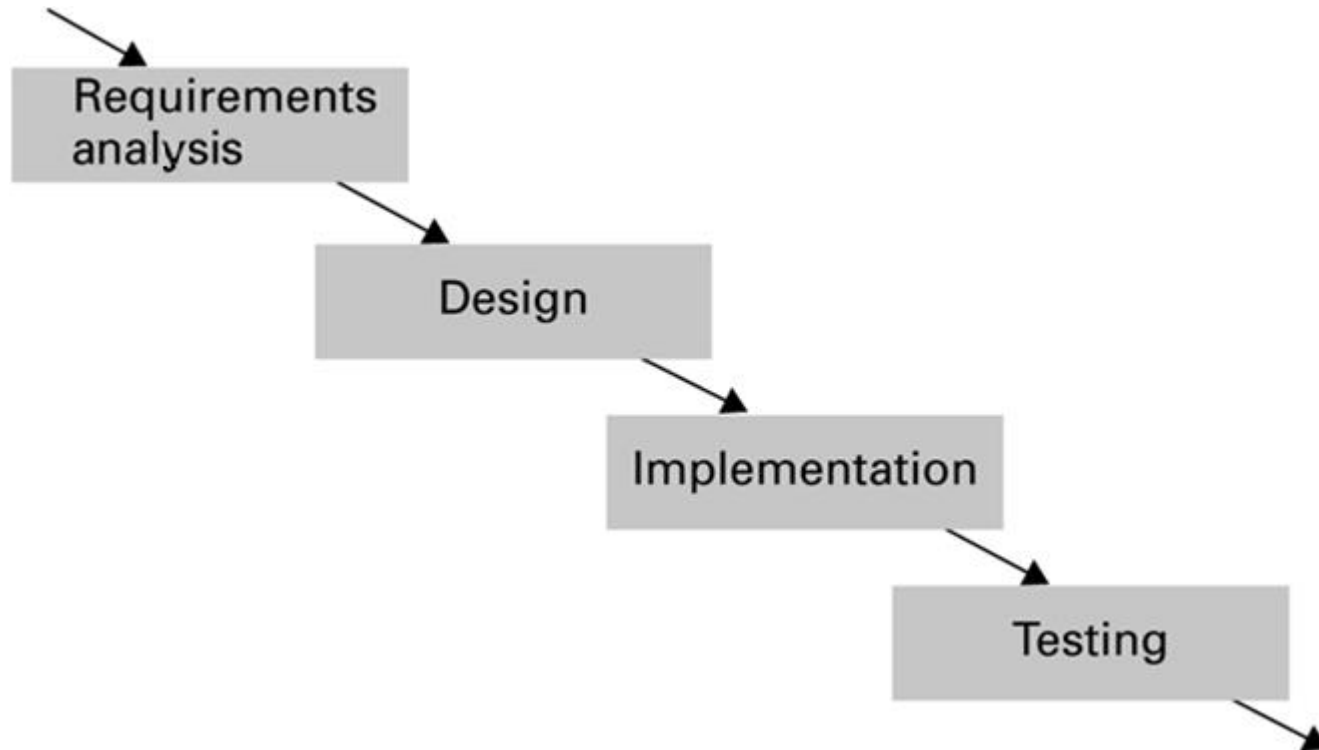 Requirements
analysis
Design
Implementation
Testing